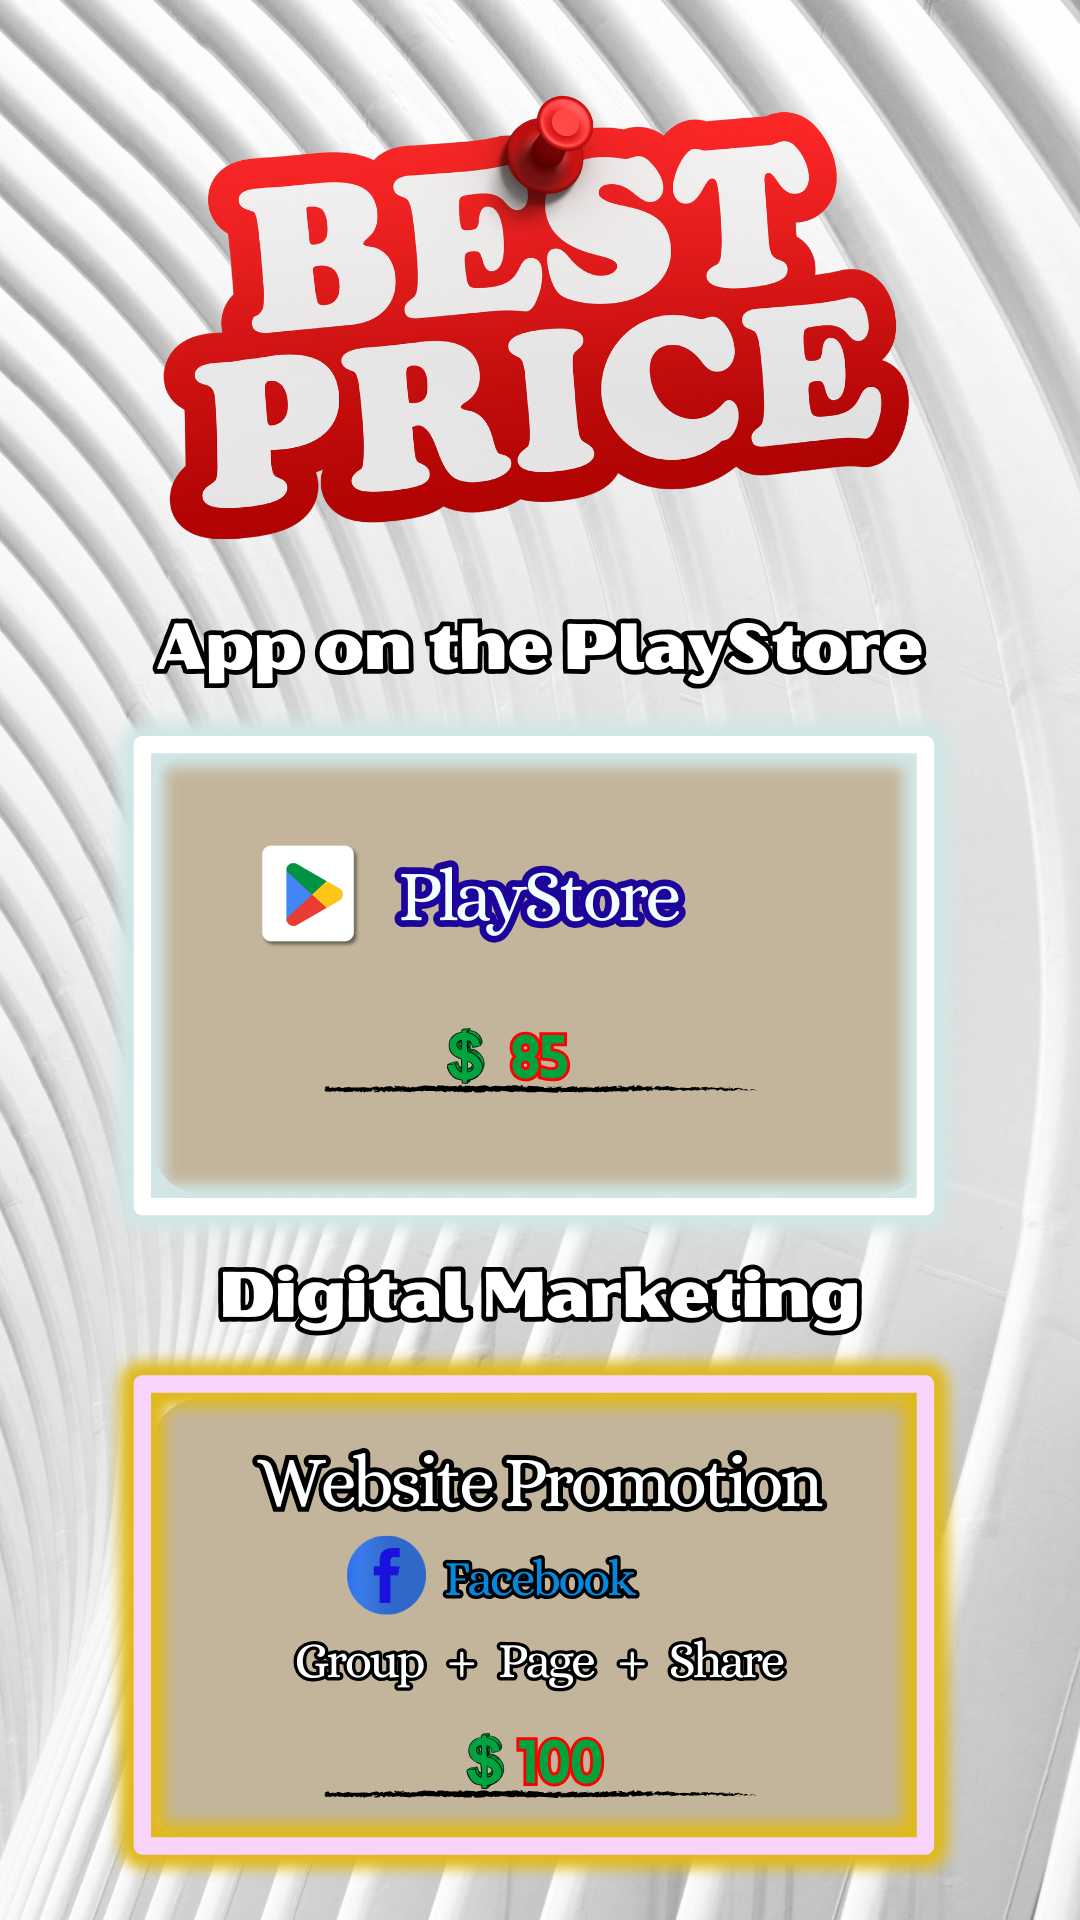 BEST
PRICE
App on the PlayStore
PlayStore
$ 85
Digital Marketing
Website Promotion
f Facebook
Group + Page + Share
$ 100